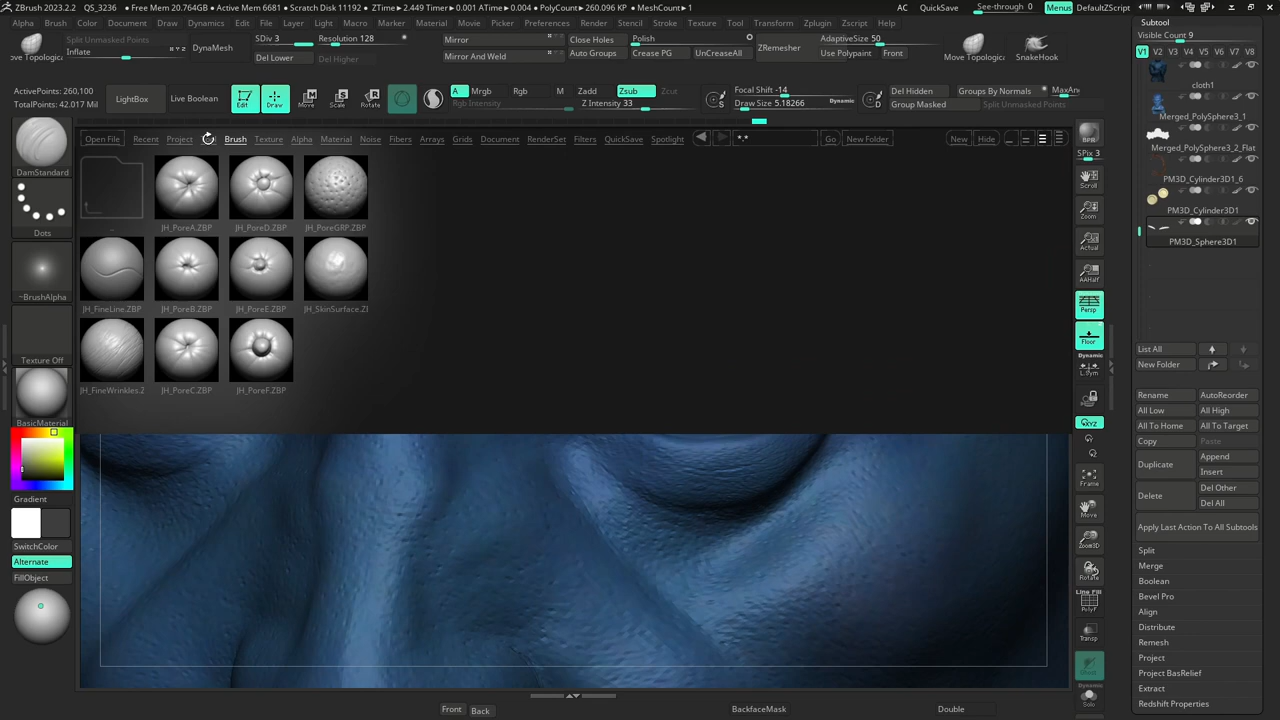 ZBrush 2023.2.2 QS_3236 • Free Mem 20.764GB • Active Mem 6681 • Scratch Disk 11192 • ZTime▸2.449 Timer▸0.001 ATime▸0.004 • PolyCount▸260.096 KP • MeshCount▸1
AC QuickSave See-through 0 Menus DefaultZScript
Alpha Brush Color Document Draw Dynamics Edit File Layer Light Macro Marker Material Movie Picker Preferences Render Stencil Stroke Texture Tool Transform Zplugin Zscript Help
Split Unmasked Points
Inflate
DynaMesh
SDiv 3
Del Lower
Resolution 128
Del Higher
Mirror
Mirror And Weld
Close Holes
Auto Groups
Polish
Crease PG UnCreaseAll
ZRemesher
AdaptiveSize 50
Use Polypaint Front
Move Topological
SnakeHook
ActivePoints: 260,100
TotalPoints: 42.017 Mil
LightBox
Live Boolean
Edit Draw Move Scale Rotate
A Mrgb Rgb M Zadd Zsub Zcut
Z Intensity 33
Focal Shift -14
Draw Size 5.18266 Dynamic
S
D
Del Hidden Groups By Normals
Group Masked Split Unmasked Points
Open File Recent Project Brush Texture Alpha Material Noise Fibers Arrays Grids Document RenderSet Filters QuickSave Spotlight *.* Go New Folder New Hide
..
JH_PoreA.ZBP
JH_PoreD.ZBP
JH_PoreGRP.ZBP
JH_FineLine.ZBP
JH_PoreB.ZBP
JH_PoreE.ZBP
JH_PoreC.ZBP
JH_PoreF.ZBP
DamStandard
Dots
~BrushAlpha
Texture Off
BasicMaterial
Gradient
SwitchColor
Alternate
FillObject
BPR
SPix 3
Scroll
Zoom
Actual
AAHalf
Persp
Floor
Dynamic
L.Sym
XYZ
Frame
Move
Zoom3D
Rotate
Line Fill
PolyF
Transp
Dynamic
Solo
Subtool
Visible Count 9
V1 V2 V3 V4 V5 V6 V7 V8
cloth1
Merged_PolySphere3_1
Merged_PolySphere3_2_Flat
PM3D_Cylinder3D1_6
PM3D_Cylinder3D1
PM3D_Sphere3D1
List All
New Folder
Rename AutoReorder
All Low All High
All To Home All To Target
Copy Paste
Duplicate Append
Insert
Delete Del Other
Del All
Apply Last Action To All Subtools
Split
Merge
Boolean
Bevel Pro
Align
Distribute
Remesh
Project
Project BasRelief
Extract
Redshift Properties
Front Back BackfaceMask Double